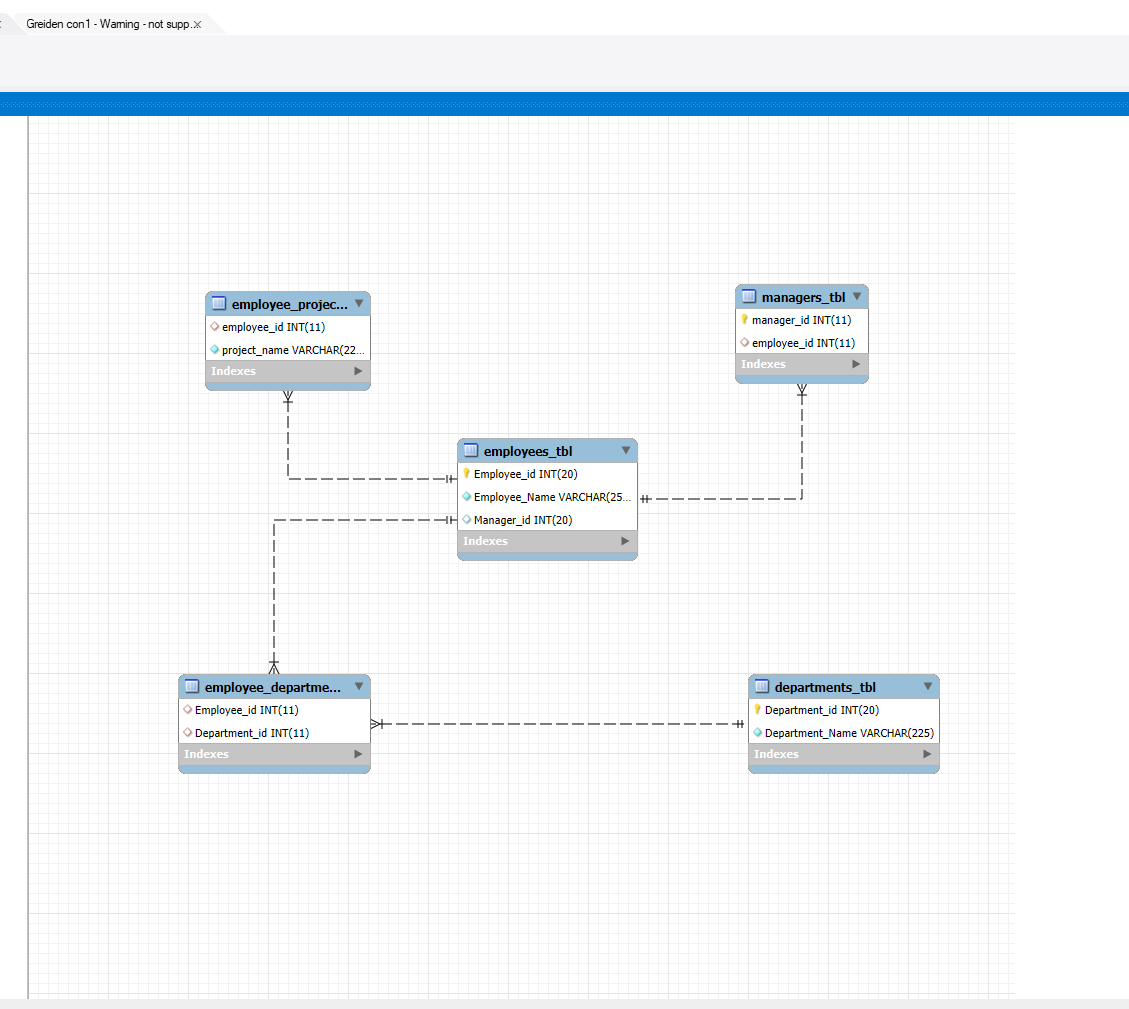 Greiden con1 - Warning - not supp.
employee_projec...
employee_id INT(11)
project_name VARCHAR(22...
Indexes
managers_tbl
manager_id INT(11)
employee_id INT(11)
Indexes
employees_tbl
Employee_id INT(20)
Employee_Name VARCHAR(25...
Manager_id INT(20)
Indexes
employee_departme...
Employee_id INT(11)
Department_id INT(11)
Indexes
departments_tbl
Department_id INT(20)
Department_Name VARCHAR(225)
Indexes